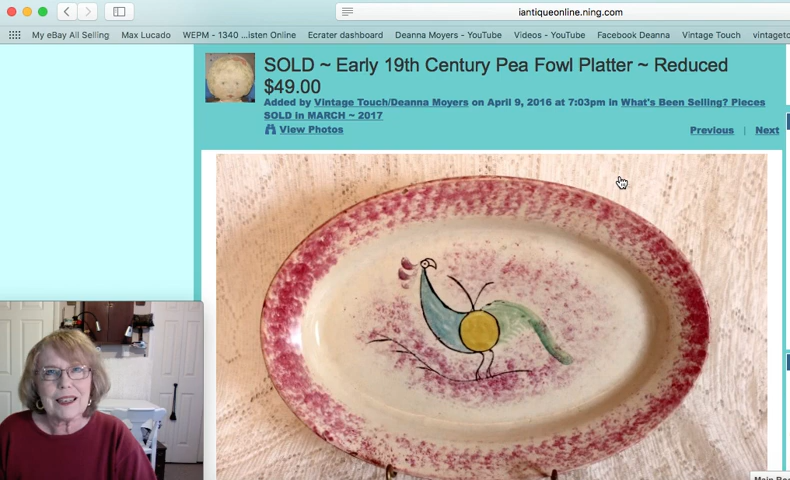 iantiqueonline.ning.com
My eBay All Selling Max Lucado WEPM - 1340 ...isten Online Ecrater dashboard Deanna Moyers - YouTube Videos - YouTube Facebook Deanna Vintage Touch vintageto
SOLD ~ Early 19th Century Pea Fowl Platter ~ Reduced
$49.00
Added by Vintage Touch/Deanna Moyers on April 9, 2016 at 7:03pm in What's Been Selling? Pieces
SOLD in MARCH ~ 2017
View Photos
Previous | Next